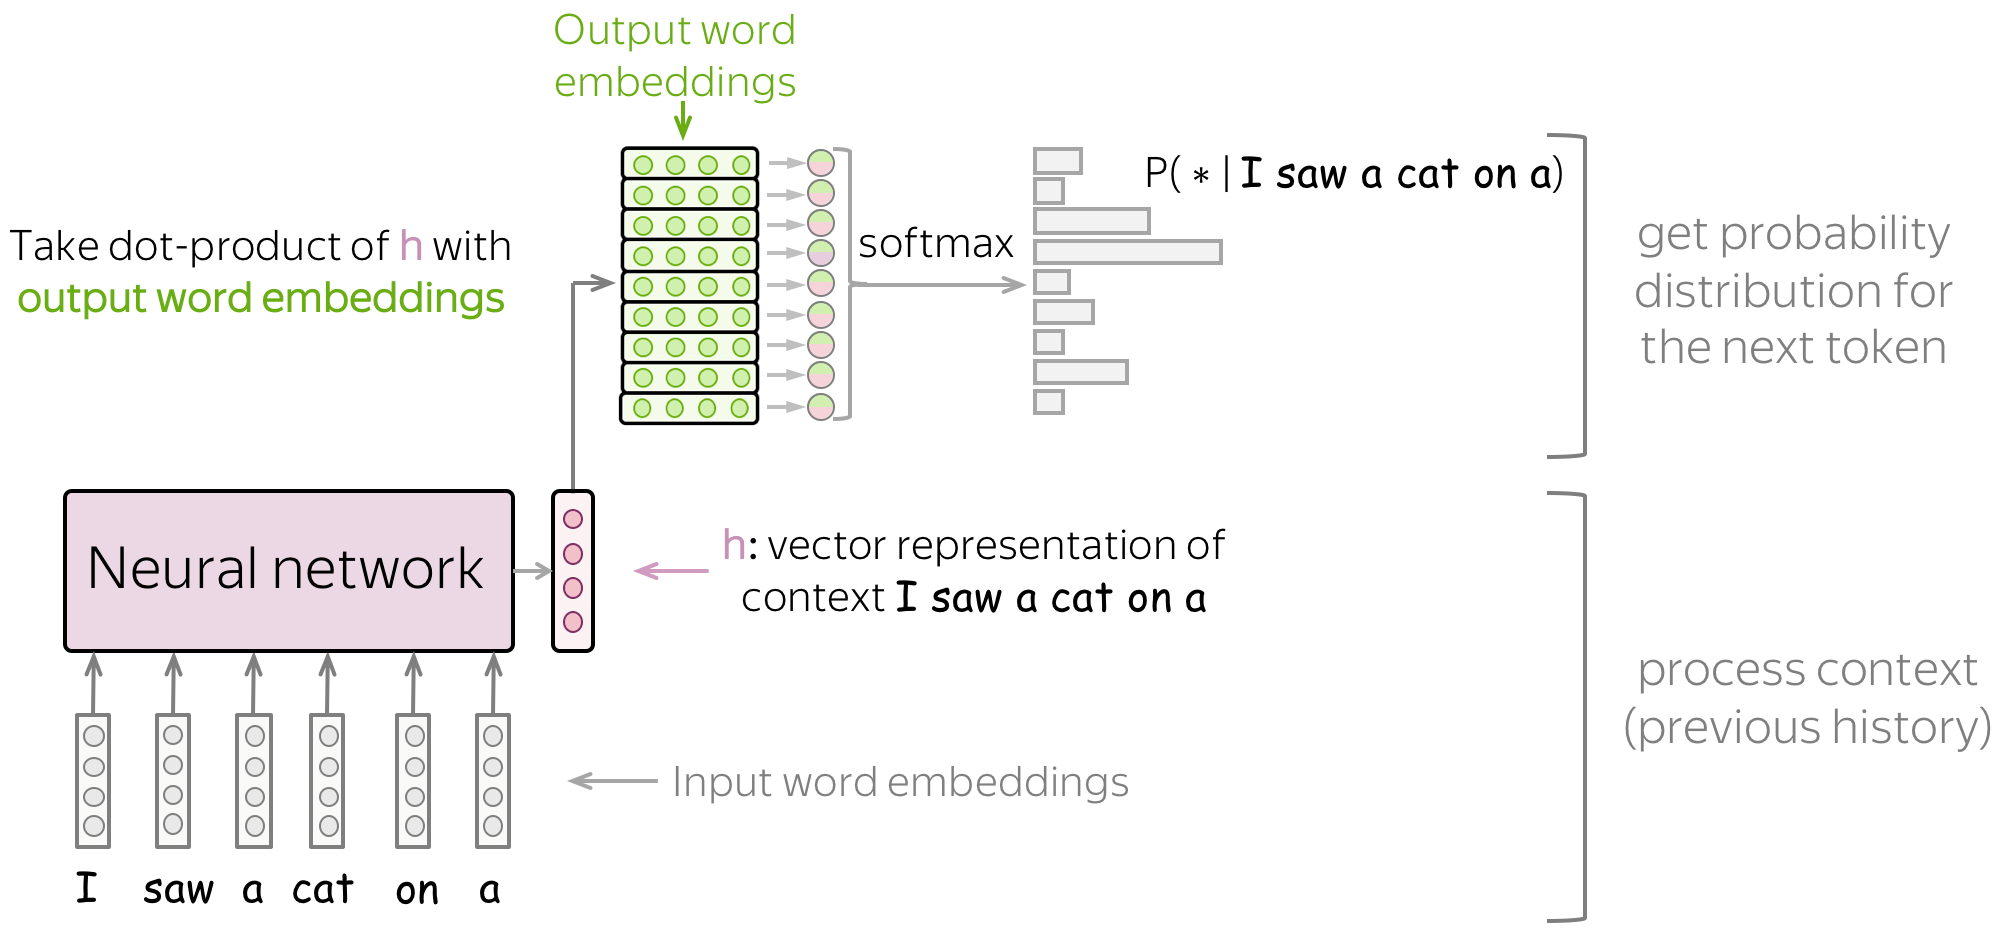 Output word
embeddings
P( * | I saw a cat on a)
Take dot-product of h with
output word embeddings
softmax
get probability
distribution for
the next token
Neural network
h: vector representation of
context I saw a cat on a
process context
(previous history)
Input word embeddings
I saw a cat on a